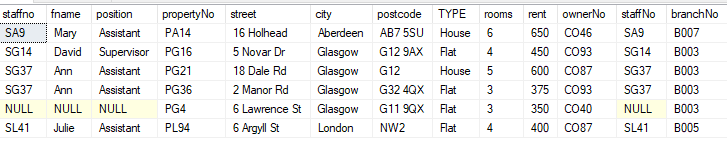 staffno fname position propertyNo street city postcode TYPE rooms rent ownerNo staffNo branchNo
SA9 Mary Assistant PA14 16 Holhead Aberdeen AB7 5SU House 6 650 CO46 SA9 B007
SG14 David Supervisor PG16 5 Novar Dr Glasgow G12 9AX Flat 4 450 CO93 SG14 B003
SG37 Ann Assistant PG21 18 Dale Rd Glasgow G12 House 5 600 CO87 SG37 B003
SG37 Ann Assistant PG36 2 Manor Rd Glasgow G32 4QX Flat 3 375 CO93 SG37 B003
NULL NULL NULL PG4 6 Lawrence St Glasgow G11 9QX Flat 3 350 CO40 NULL B003
SL41 Julie Assistant PL94 6 Argyll St London NW2 Flat 4 400 CO87 SL41 B005